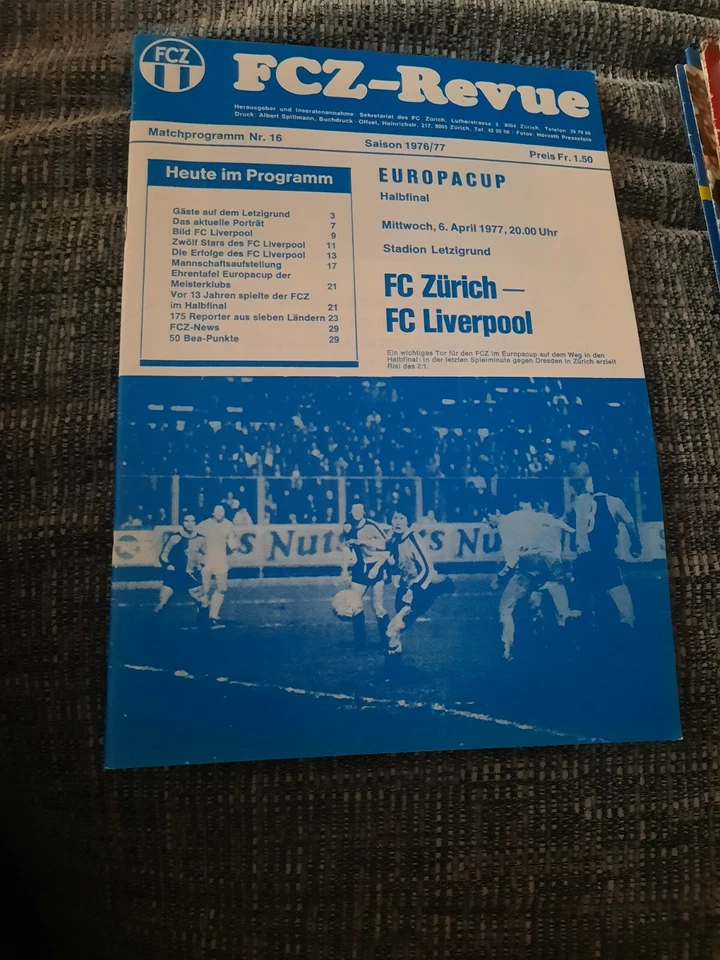 FCZ
FCZ-Revue
Herausgeber und Inseratenannahme: Sekretariat des FC Zürich, Lutherstrasse 2, 8004 Zürich, Telefon 39 79 66
Druck: Albert Spillmann, Buchdruck-Offset, Heinrichstr. 217, 8005 Zürich, Tel. 42 00 50 · Fotos: Horvath Pressefoto
Matchprogramm Nr. 16
Saison 1976/77
Preis Fr. 1.50
Heute im Programm
Gäste auf dem Letzigrund 3
Das aktuelle Porträt 7
Bild FC Liverpool 9
Zwölf Stars des FC Liverpool 11
Die Erfolge des FC Liverpool 13
Mannschaftsaufstellung 17
Ehrentafel Europacup der
Meisterklubs 21
Vor 13 Jahren spielte der FCZ
im Halbfinal 21
175 Reporter aus sieben Ländern 23
FCZ-News 29
50 Bea-Punkte 29
EUROPACUP
Halbfinal
Mittwoch, 6. April 1977, 20.00 Uhr
Stadion Letzigrund
FC Zürich —
FC Liverpool
Ein wichtiges Tor für den FCZ im Europacup auf dem Weg in den
Halbfinal: In der letzten Spielminute gegen Dresden in Zürich erzielt
Risi das 2:1.
s Nuts
s Nu